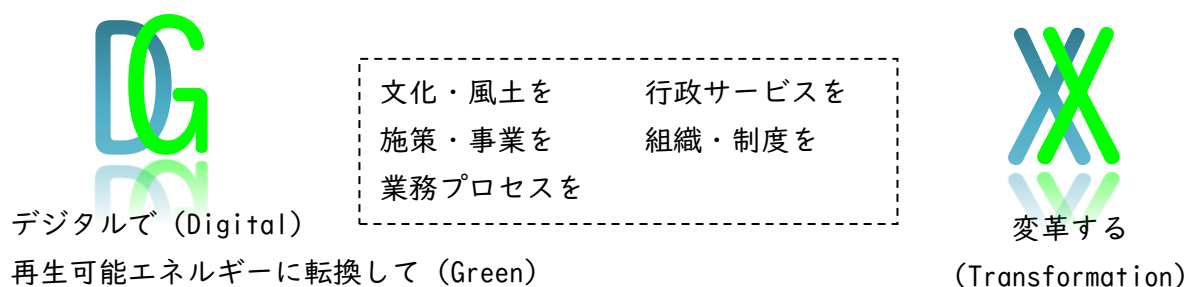 DG
文化・風土を 行政サービスを
施策・事業を 組織・制度を
業務プロセスを
XX
デジタルで (Digital)
再生可能エネルギーに転換して (Green)
変革する
(Transformation)